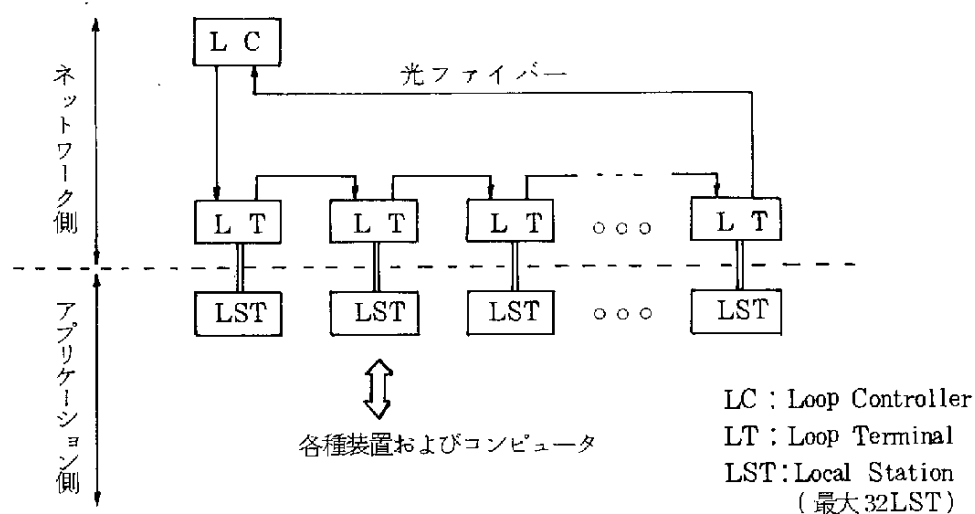 ネットワーク側
L C
光ファイバー
L T
L T
L T
○○○
L T
アプリケーション側
LST
LST
LST
○○○
LST
各種装置およびコンピュータ
LC : Loop Controller
LT : Loop Terminal
LST : Local Station
(最大32LST)